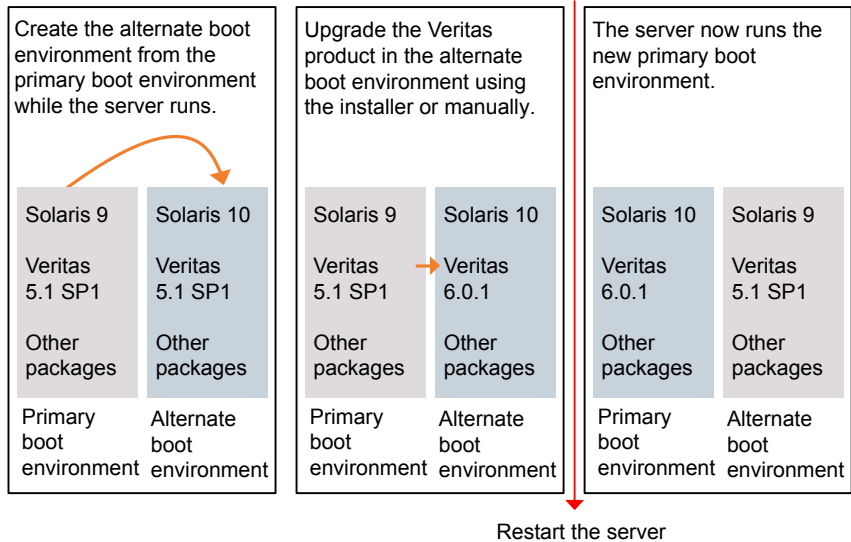 Create the alternate boot
environment from the
primary boot environment
while the server runs.
Solaris 9
Veritas
5.1 SP1
Other
packages
Primary
boot
environment
Solaris 10
Veritas
5.1 SP1
Other
packages
Alternate
boot
environment
Upgrade the Veritas
product in the alternate
boot environment using
the installer or manually.
Solaris 9
Veritas
5.1 SP1
Other
packages
Primary
boot
environment
Solaris 10
Veritas
6.0.1
Other
packages
Alternate
boot
environment
The server now runs the
new primary boot
environment.
Solaris 10
Veritas
6.0.1
Other
packages
Primary
boot
environment
Solaris 9
Veritas
5.1 SP1
Other
packages
Alternate
boot
environment
Restart the server